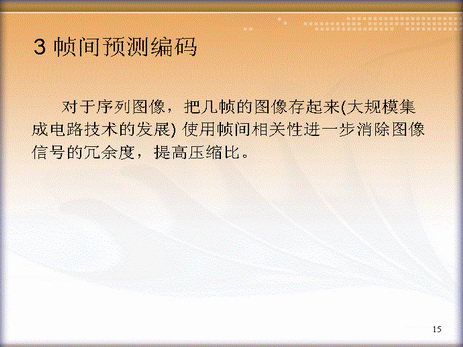 3 帧间预测编码
对于序列图像，把几帧的图像存起来(大规模集
成电路技术的发展) 使用帧间相关性进一步消除图像
信号的冗余度，提高压缩比。
15